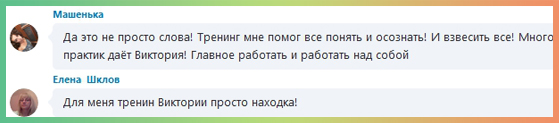 Машенька
Да это не просто слова! Тренинг мне помог все понять и осознать! И взвесить все! Много
практик даёт Виктория! Главное работать и работать над собой
Елена Шклов
Для меня тренин Виктории просто находка!